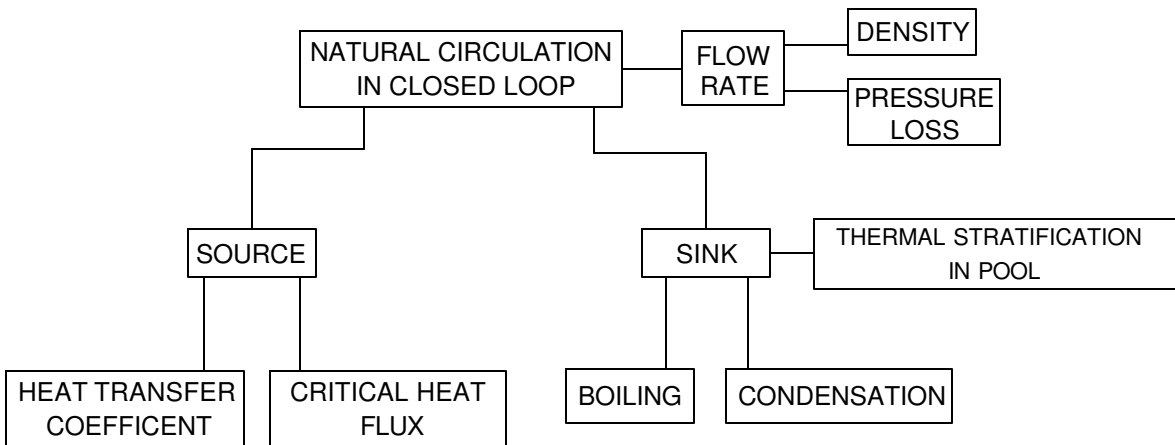 NATURAL CIRCULATION
IN CLOSED LOOP
FLOW
RATE
DENSITY
PRESSURE
LOSS
SOURCE
SINK
THERMAL STRATIFICATION
IN POOL
HEAT TRANSFER
COEFFICENT
CRITICAL HEAT
FLUX
BOILING
CONDENSATION